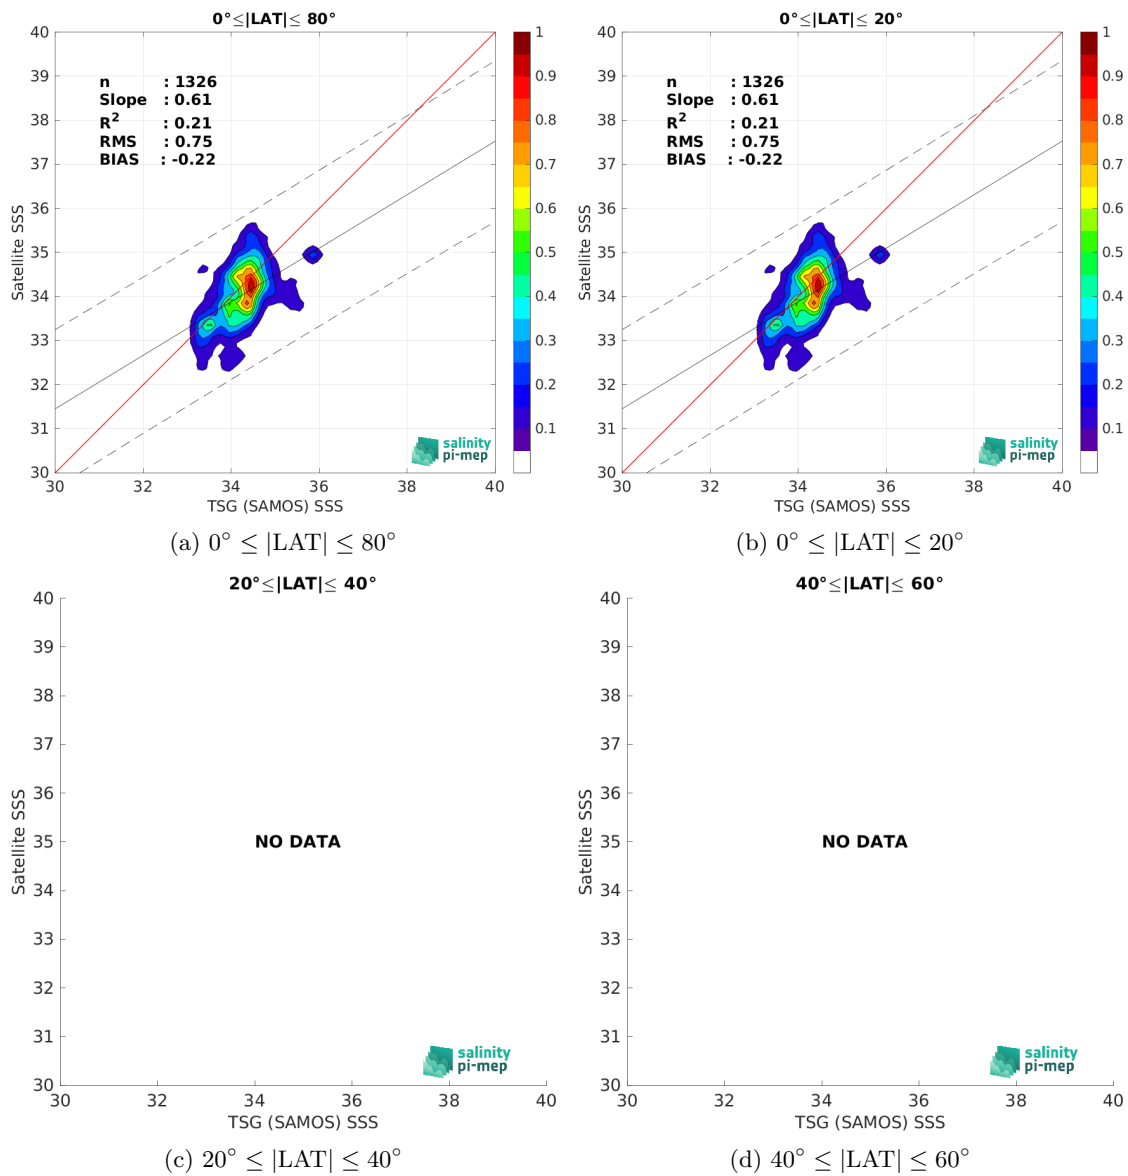 0°≤|LAT|≤ 80°
40
39
38
37
36
35
34
33
32
31
30
n : 1326
Slope : 0.61
R2 : 0.21
RMS : 0.75
BIAS : -0.22
Satellite SSS
salinity
pi-mep
30 32 34 36 38 40
TSG (SAMOS) SSS
1
0.9
0.8
0.7
0.6
0.5
0.4
0.3
0.2
0.1
(a) 0° ≤ |LAT| ≤ 80°
0°≤|LAT|≤ 20°
40
39
38
37
36
35
34
33
32
31
30
n : 1326
Slope : 0.61
R2 : 0.21
RMS : 0.75
BIAS : -0.22
Satellite SSS
salinity
pi-mep
30 32 34 36 38 40
TSG (SAMOS) SSS
1
0.9
0.8
0.7
0.6
0.5
0.4
0.3
0.2
0.1
(b) 0° ≤ |LAT| ≤ 20°
20°≤|LAT|≤ 40°
40
39
38
37
36
35
34
33
32
31
30
Satellite SSS
NO DATA
salinity
pi-mep
30 32 34 36 38 40
TSG (SAMOS) SSS
(c) 20° ≤ |LAT| ≤ 40°
40°≤|LAT|≤ 60°
40
39
38
37
36
35
34
33
32
31
30
Satellite SSS
NO DATA
salinity
pi-mep
30 32 34 36 38 40
TSG (SAMOS) SSS
(d) 40° ≤ |LAT| ≤ 60°